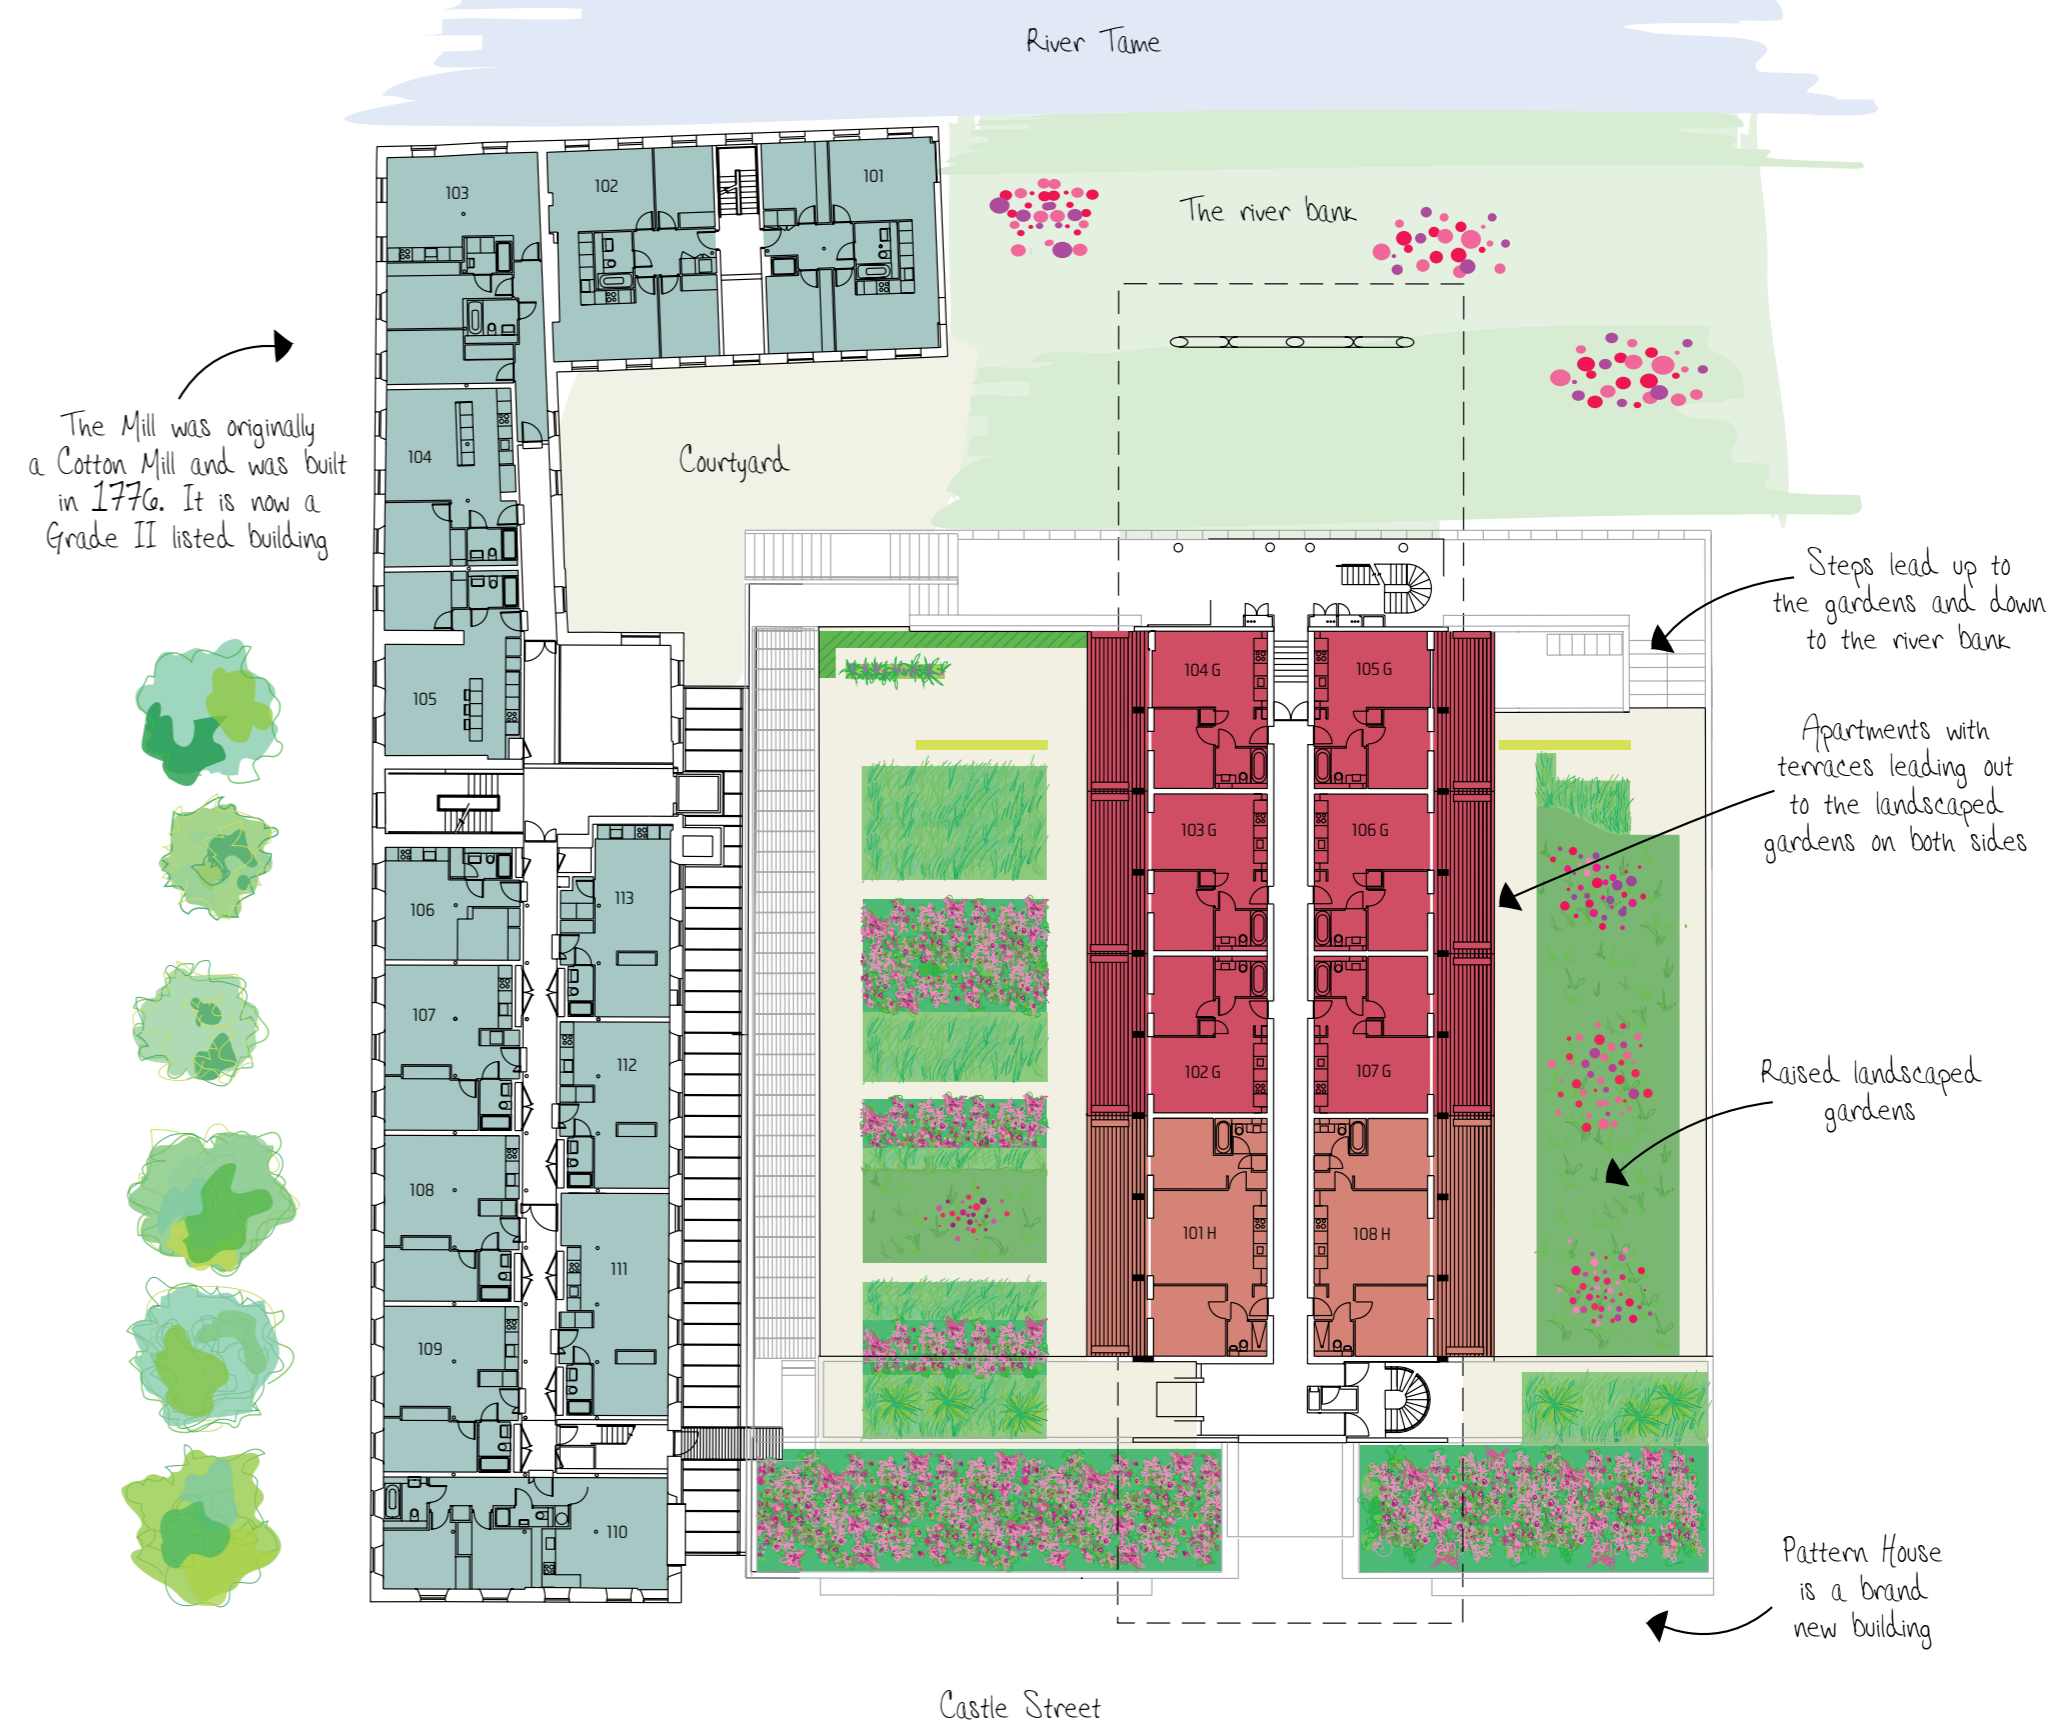 River Tame
103
102
101
The river bank
The Mill was originally
a Cotton Mill and was built
in 1776. It is now a
Grade II listed building
104
Courtyard
Steps lead up to
the gardens and down
to the river bank
105
104 G
105 G
Apartments with
terraces leading out
to the landscaped
gardens on both sides
103 G
106 G
106
113
107
112
102 G
107 G
Raised landscaped
gardens
108
111
101 H
108 H
109
110
Pattern House
is a brand
new building
Castle Street